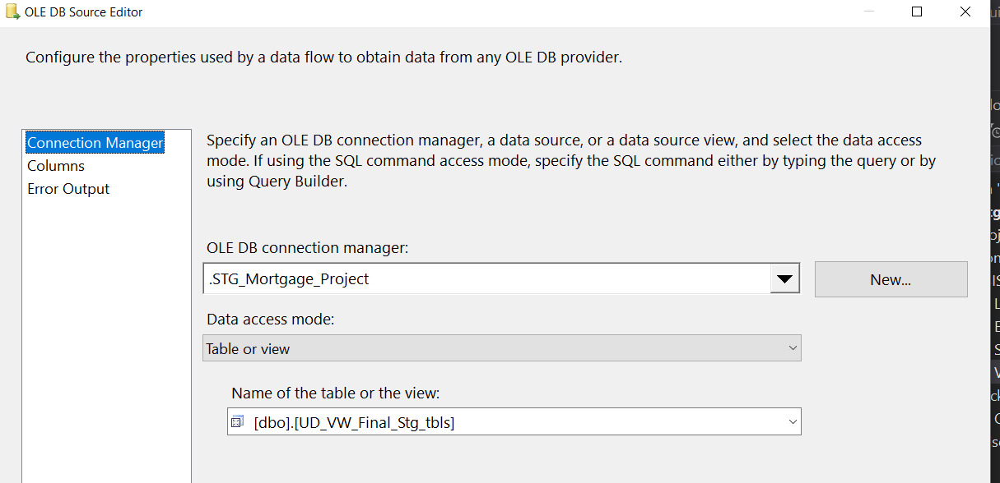 OLE DB Source Editor
Configure the properties used by a data flow to obtain data from any OLE DB provider.
Connection Manager
Columns
Error Output
Specify an OLE DB connection manager, a data source, or a data source view, and select the data access
mode. If using the SQL command access mode, specify the SQL command either by typing the query or by
using Query Builder.
OLE DB connection manager:
.STG_Mortgage_Project
New...
Data access mode:
Table or view
Name of the table or the view:
[dbo].[UD_VW_Final_Stg_tbls]